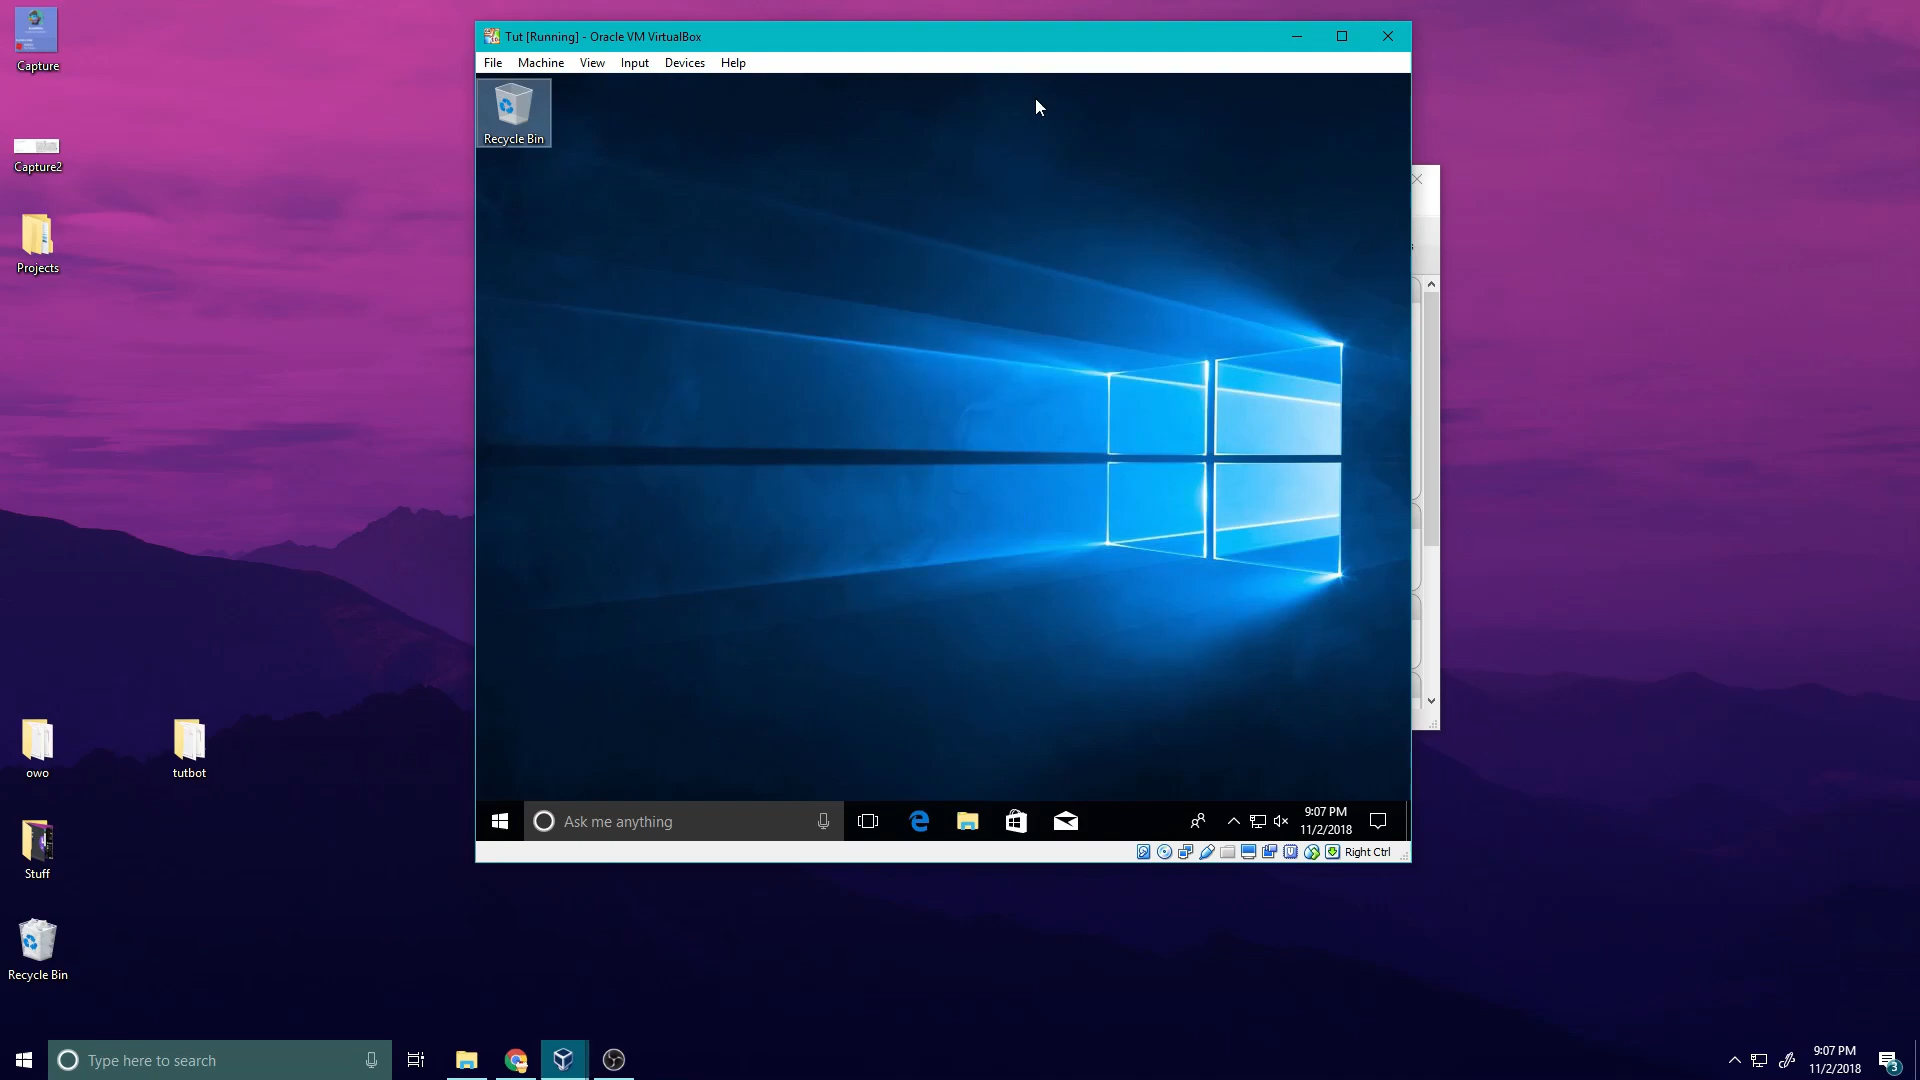 Capture
Capture2
Projects
owo
tutbot
Stuff
Recycle Bin
Tut [Running] - Oracle VM VirtualBox
File Machine View Input Devices Help
Recycle Bin
Ask me anything
9:07 PM
11/2/2018
Right Ctrl
Type here to search
9:07 PM
11/2/2018
3